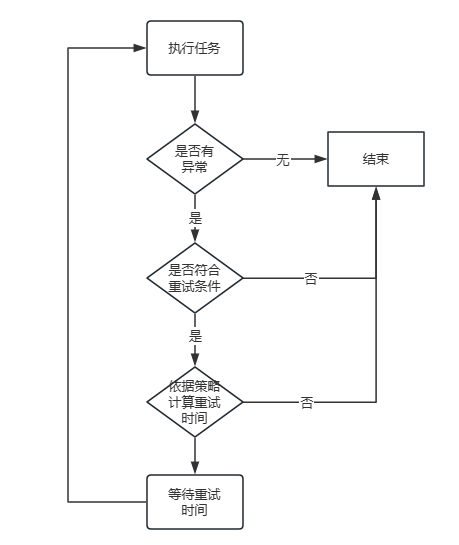 执行任务
是否有
异常
无
结束
是
是否符合
重试条件
否
是
依据策略
计算重试
时间
否
等待重试
时间